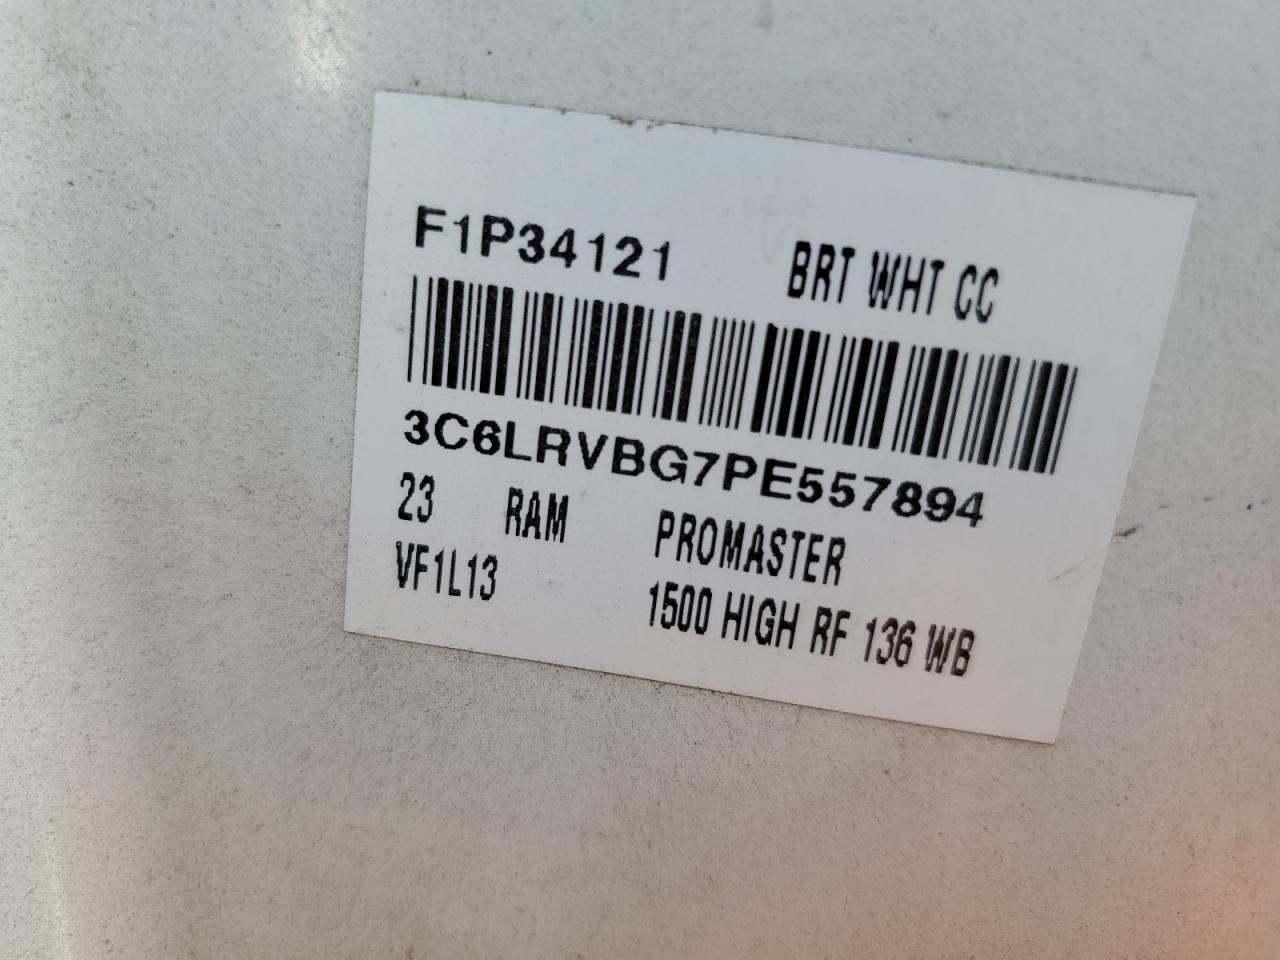 F1P34121 BRT WHT CC
3C6LRVBG7PE557894
23 RAM PROMASTER
VF1L13 1500 HIGH RF 136 WB